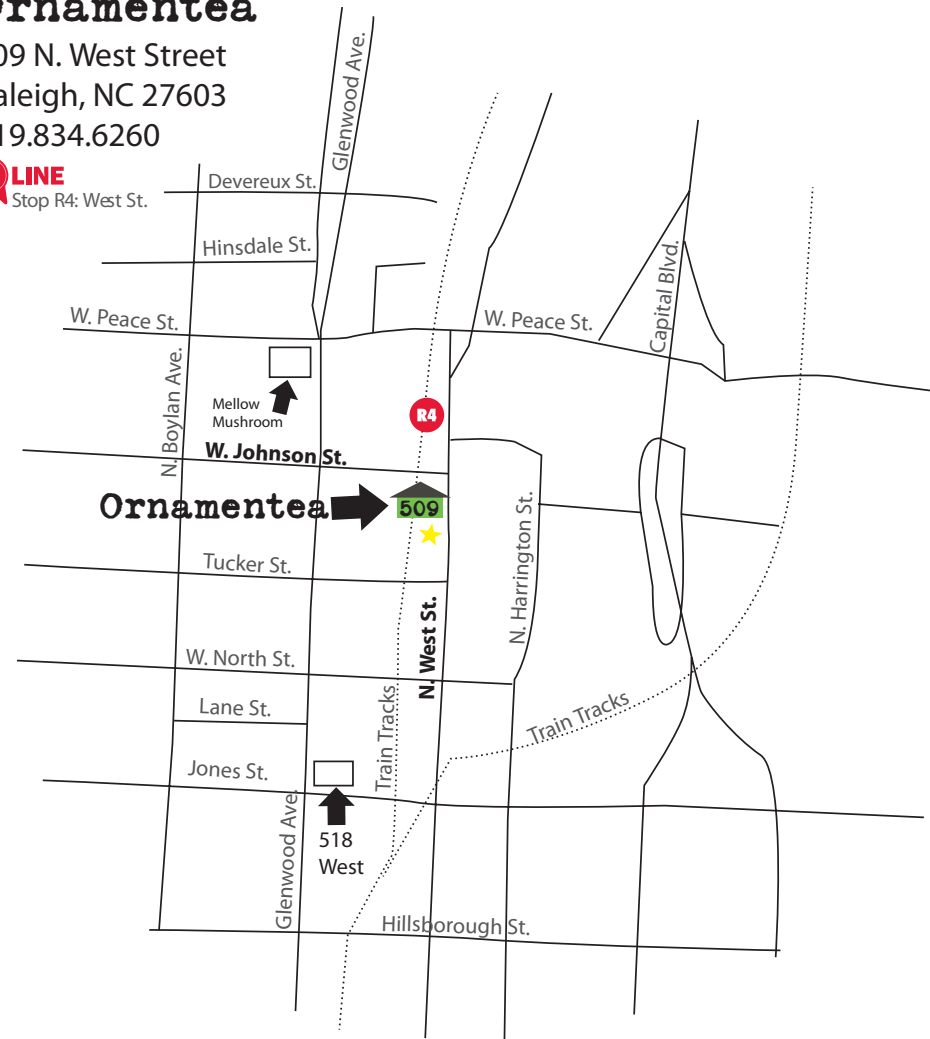 Ornamentea
09 N. West Street
aleigh, NC 27603
19.834.6260
LINE
Stop R4: West St.
Glenwood Ave.
Devereux St.
Hinsdale St.
W. Peace St.
W. Peace St.
Capital Blvd.
N. Boylan Ave.
Mellow
Mushroom
R4
W. Johnson St.
Ornamentea
509
N. Harrington St.
Tucker St.
N. West St.
W. North St.
Lane St.
Train Tracks
Train Tracks
Jones St.
Glenwood Ave.
518
West
Hillsborough St.